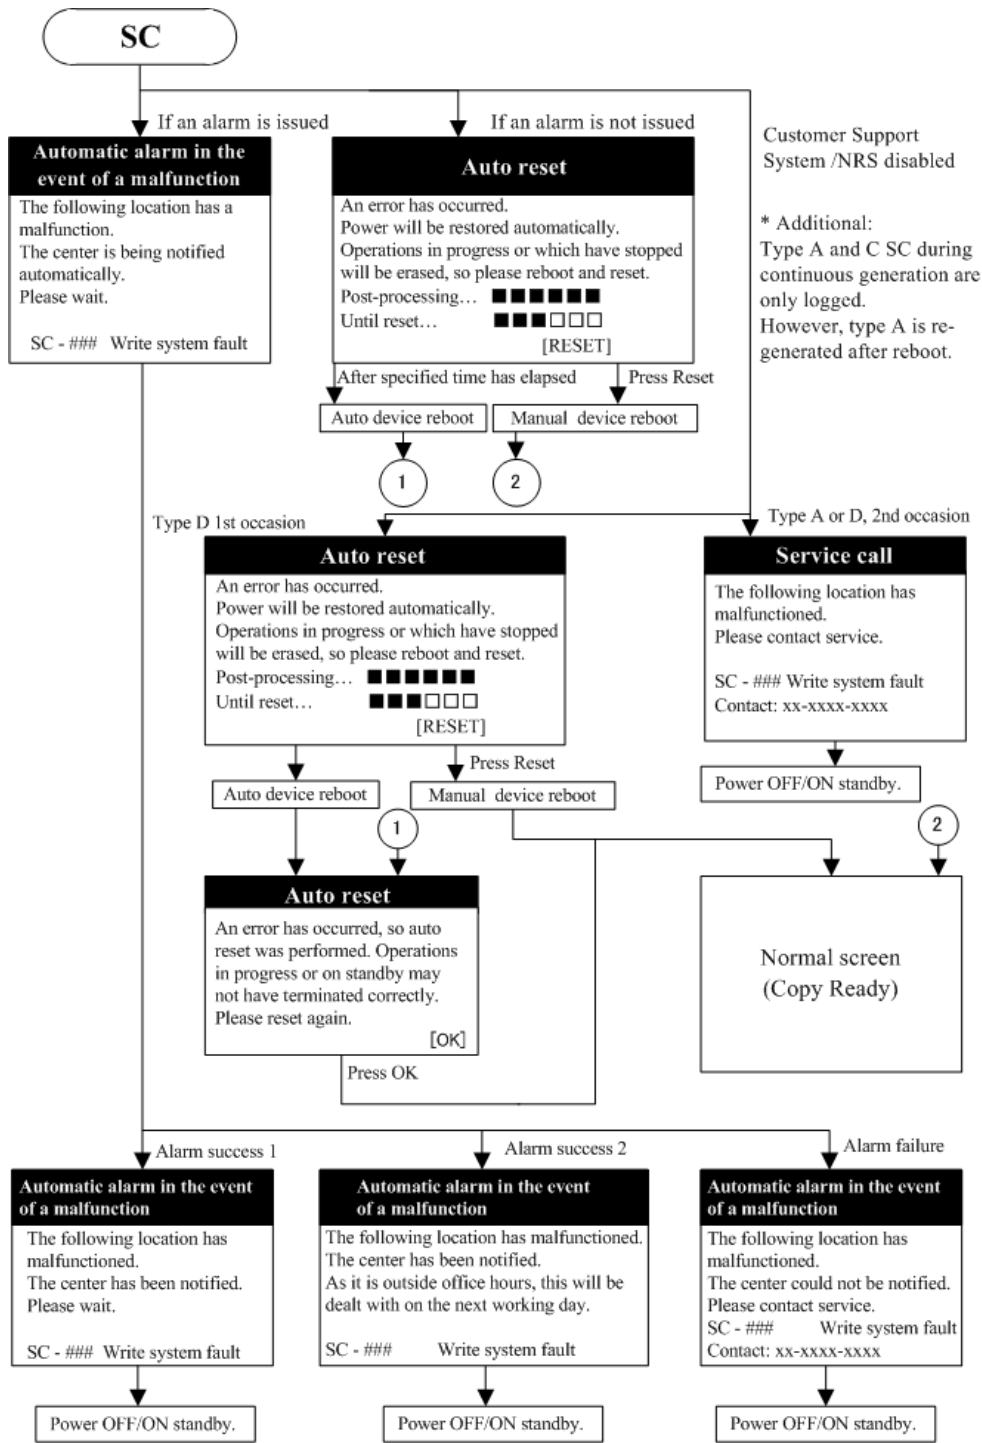 SC
If an alarm is issued
If an alarm is not issued
Customer Support
System /NRS disabled
* Additional:
Type A and C SC during
continuous generation are
only logged.
However, type A is re-
generated after reboot.
Automatic alarm in the
event of a malfunction
The following location has a
malfunction.
The center is being notified
automatically.
Please wait.
SC - ### Write system fault
Auto reset
An error has occurred.
Power will be restored automatically.
Operations in progress or which have stopped
will be erased, so please reboot and reset.
Post-processing… ■■■■■■
Until reset… ■■■□□□
[RESET]
After specified time has elapsed
Press Reset
Auto device reboot
Manual device reboot
1
2
Type D 1st occasion
Type A or D, 2nd occasion
Auto reset
An error has occurred.
Power will be restored automatically.
Operations in progress or which have stopped
will be erased, so please reboot and reset.
Post-processing… ■■■■■■
Until reset… ■■■□□□
[RESET]
Service call
The following location has
malfunctioned.
Please contact service.
SC - ### Write system fault
Contact: xx-xxxx-xxxx
Press Reset
Auto device reboot
Manual device reboot
Power OFF/ON standby.
1
2
Auto reset
An error has occurred, so auto
reset was performed. Operations
in progress or on standby may
not have terminated correctly.
Please reset again.
[OK]
Normal screen
(Copy Ready)
Press OK
Alarm success 1
Alarm success 2
Alarm failure
Automatic alarm in the event
of a malfunction
The following location has
malfunctioned.
The center has been notified.
Please wait.
SC - ### Write system fault
Automatic alarm in the event
of a malfunction
The following location has malfunctioned.
The center has been notified.
As it is outside office hours, this will be
dealt with on the next working day.
SC - ### Write system fault
Automatic alarm in the event
of a malfunction
The following location has
malfunctioned.
The center could not be notified.
Please contact service.
SC - ### Write system fault
Contact: xx-xxxx-xxxx
Power OFF/ON standby.
Power OFF/ON standby.
Power OFF/ON standby.